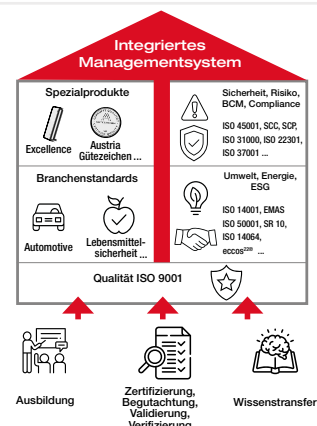 Integriertes
Managementsystem
Spezialprodukte
Excellence
Austria
Gütezeichen ...
Sicherheit, Risiko,
BCM, Compliance
ISO 45001, SCC, SCP,
ISO 31000, ISO 22301,
ISO 37001 ...
Branchenstandards
Automotive
Lebensmittel-
sicherheit ...
Umwelt, Energie,
ESG
ISO 14001, EMAS
ISO 50001, SR 10,
ISO 14064,
Qualität ISO 9001
Ausbildung
Zertifizierung,
Begutachtung,
Validierung,
Verifizierung
Wissenstransfer